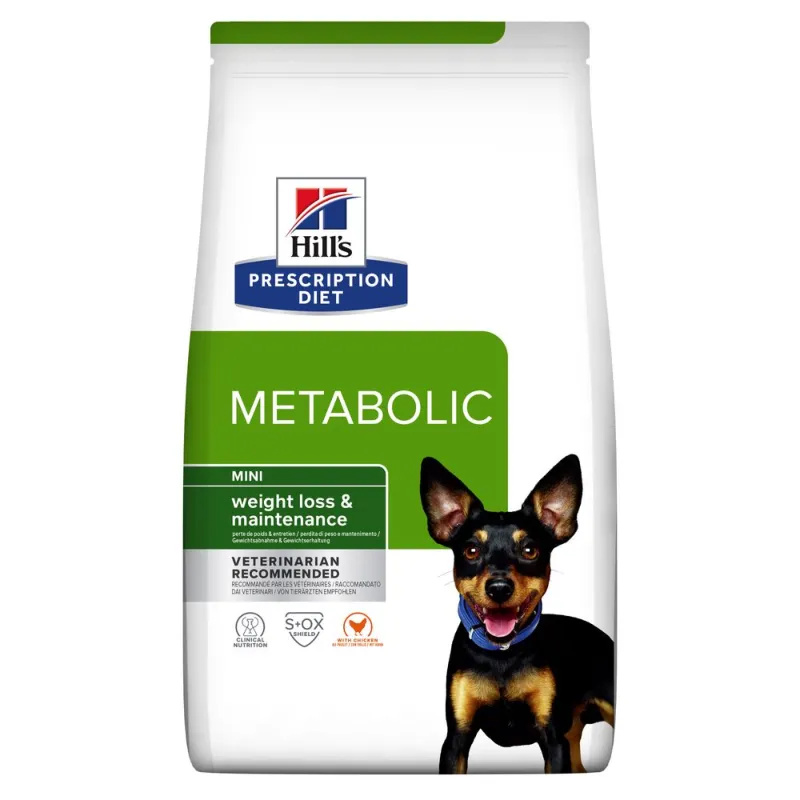 Hill's
PRESCRIPTION
DIET
METABOLIC
MINI
weight loss &
maintenance
perte de poids & entretien / perdita di peso e mantenimento /
Gewichtsabnahme & Gewichtserhaltung
VETERINARIAN
RECOMMENDED
RECOMMANDÉ PAR LES VÉTÉRINAIRES / RACCOMANDATO
DAI VETERINARI / VON TIERÄRZTEN EMPFOHLEN
CLINICAL
NUTRITION
S+OX
SHIELD
WITH CHICKEN